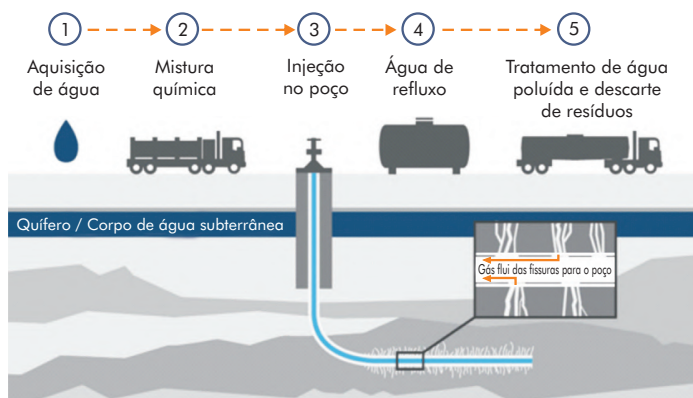 1
2
3
4
5
Aquisição
de água
Mistura
química
Injeção
no poço
Água de
refluxo
Tratamento de água
poluída e descarte
de resíduos
Quífero / Corpo de água subterrânea
Gás flui das fissuras para o poço